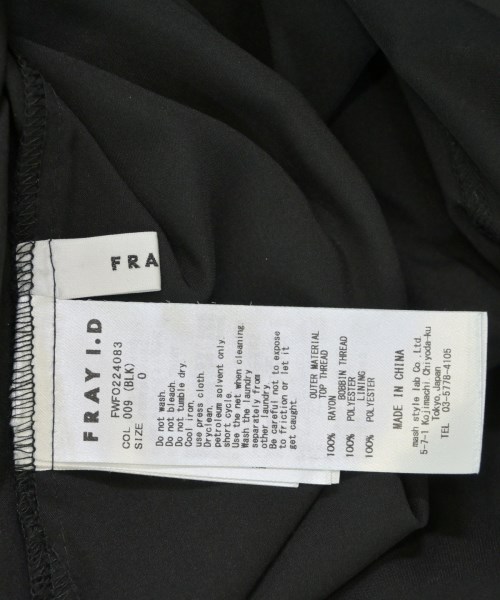 FRA
FRAY I.D
FWFO224083
COL 009 (BLK)
SIZE 0
Do not wash.
Do not bleach.
Do not tumble dry.
Cool iron,
use press cloth.
Dryclean,
petroleum solvent only.
short cycle.
Use the net when cleaning.
Wash the laundry
separately from
other laundry.
Be careful not to expose
to friction or let it
get caught.
OUTER MATERIAL
TOP THREAD
100% RAYON
BOBBIN THREAD
100% POLYESTER
LINING
100% POLYESTER
MADE IN CHINA
mash style lab Co.,Ltd.
5-7-1 Kojimachi Chiyoda-ku
Tokyo.Japan
TEL 03-5778-4105